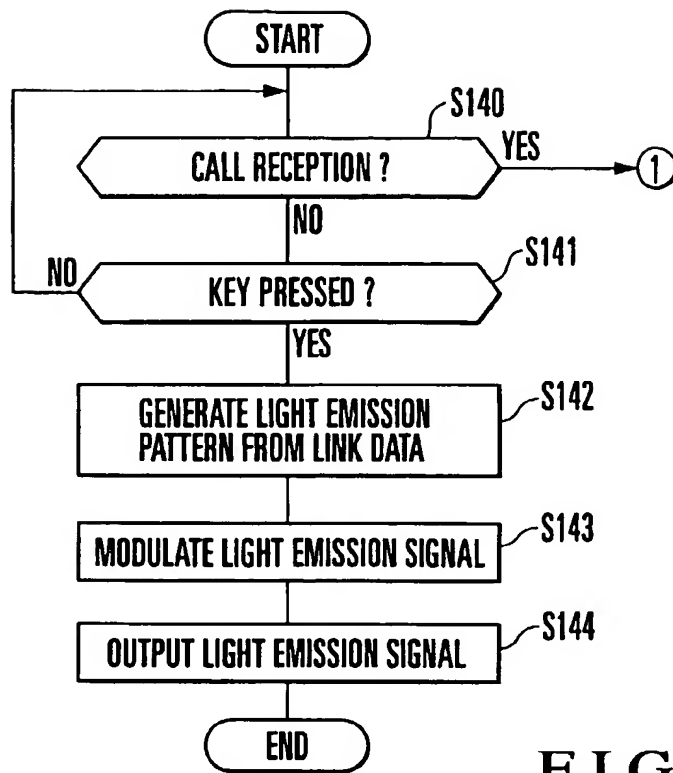 START
S140
CALL RECEPTION ?
YES
1
NO
S141
NO
KEY PRESSED ?
YES
S142
GENERATE LIGHT EMISSION
PATTERN FROM LINK DATA
S143
MODULATE LIGHT EMISSION SIGNAL
S144
OUTPUT LIGHT EMISSION SIGNAL
END